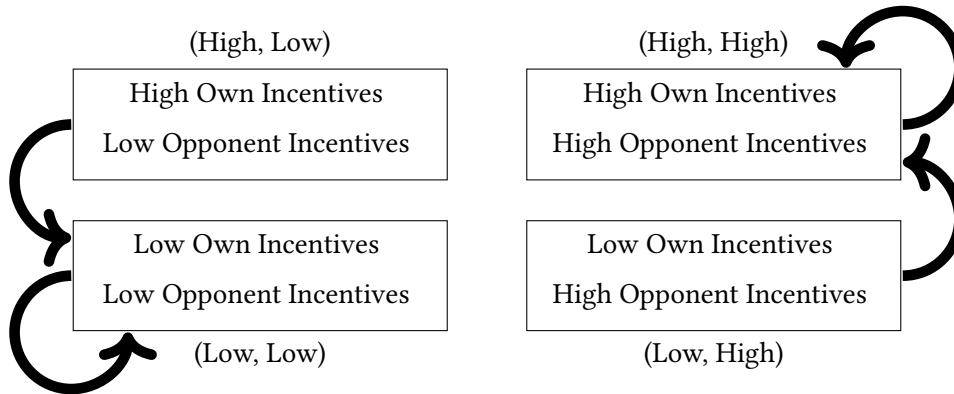 (High, Low)
High Own Incentives
Low Opponent Incentives
Low Own Incentives
Low Opponent Incentives
(Low, Low)
(High, High)
High Own Incentives
High Opponent Incentives
Low Own Incentives
High Opponent Incentives
(Low, High)